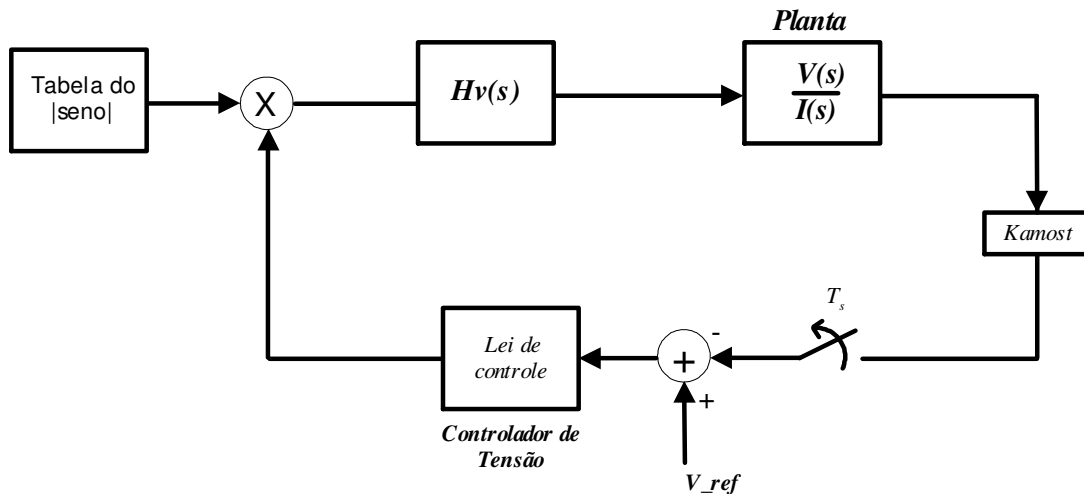 Planta
Tabela do
|seno|
X
Hv(s)
V(s)
I(s)
Kamost
Ts
-
Lei de
controle
+
+
Controlador de
Tensão
V_ref